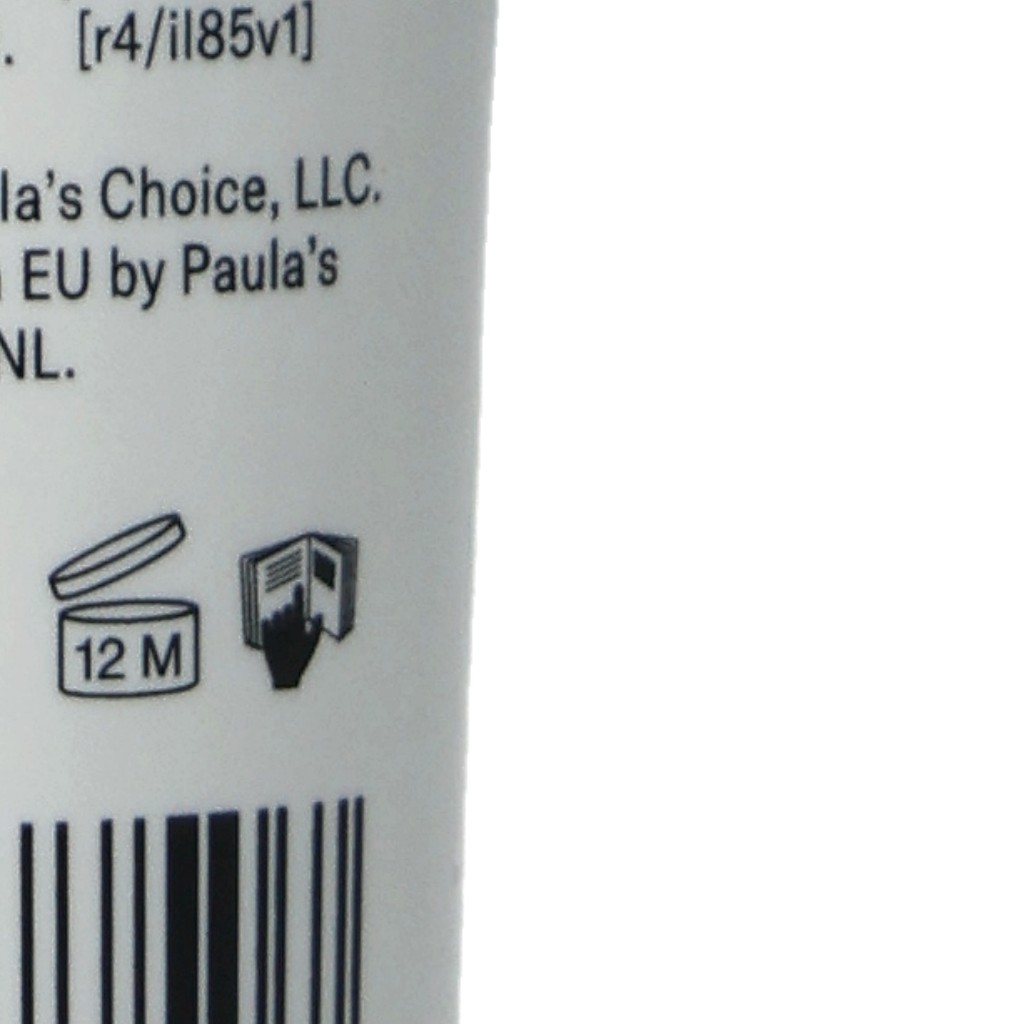 . [r4/il85v1]
la's Choice, LLC.
EU by Paula's
NL.
12 M